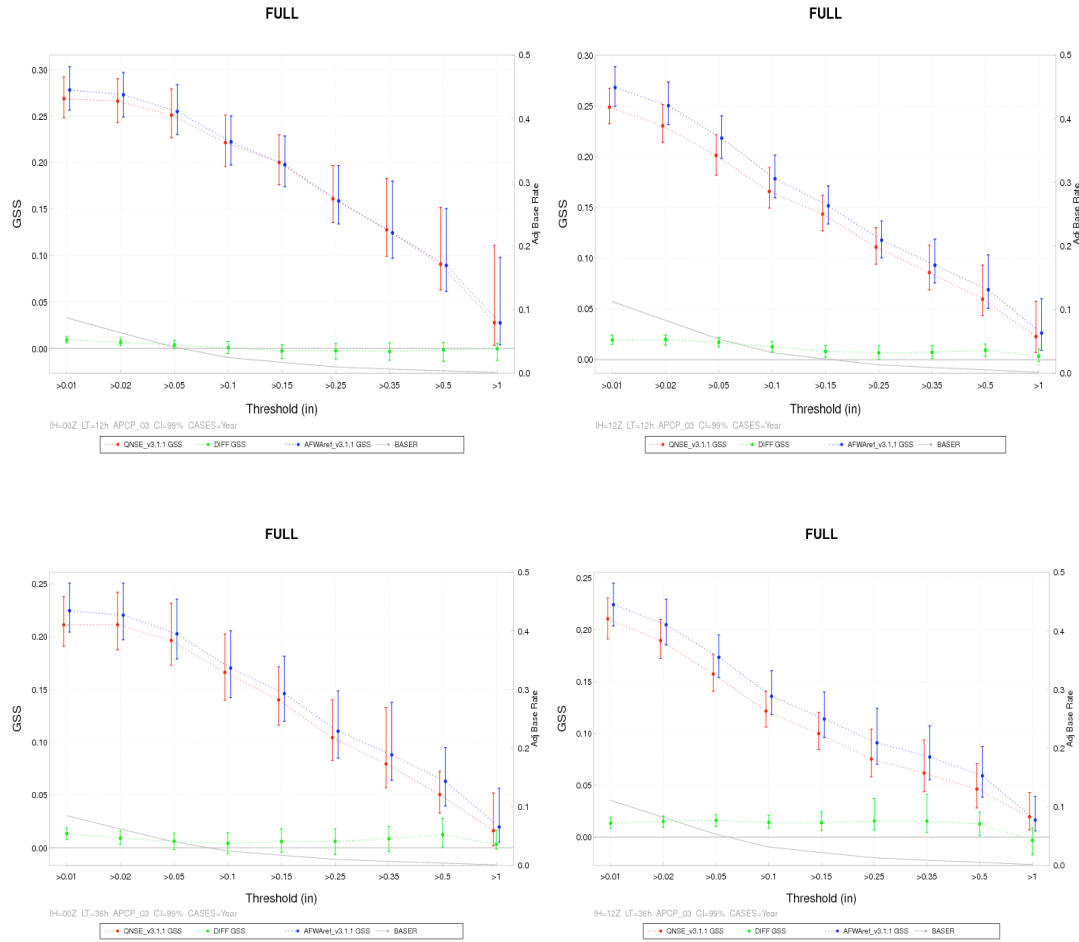 FULL
0.30
0.25
0.20
0.15
0.10
0.05
0.00
GSS
0.5
0.4
0.3
0.2
0.1
0.0
Adj Base Rate
>0.01 >0.02 >0.05 >0.1 >0.15 >0.25 >0.35 >0.5 >1
Threshold (in)
IH=00Z LT=12h APCP_03 CI=99% CASES=Year
QNSE_v3.1.1 GSS DIFF GSS AFWAref_v3.1.1 GSS BASER
FULL
0.30
0.25
0.20
0.15
0.10
0.05
0.00
GSS
0.5
0.4
0.3
0.2
0.1
0.0
Adj Base Rate
>0.01 >0.02 >0.05 >0.1 >0.15 >0.25 >0.35 >0.5 >1
Threshold (in)
IH=12Z LT=12h APCP_03 CI=99% CASES=Year
QNSE_v3.1.1 GSS DIFF GSS AFWAref_v3.1.1 GSS BASER
FULL
0.25
0.20
0.15
0.10
0.05
0.00
GSS
0.5
0.4
0.3
0.2
0.1
0.0
Adj Base Rate
>0.01 >0.02 >0.05 >0.1 >0.15 >0.25 >0.35 >0.5 >1
Threshold (in)
IH=00Z LT=36h APCP_03 CI=99% CASES=Year
QNSE_v3.1.1 GSS DIFF GSS AFWAref_v3.1.1 GSS BASER
FULL
0.25
0.20
0.15
0.10
0.05
0.00
GSS
0.5
0.4
0.3
0.2
0.1
0.0
Adj Base Rate
>0.01 >0.02 >0.05 >0.1 >0.15 >0.25 >0.35 >0.5 >1
Threshold (in)
IH=12Z LT=36h APCP_03 CI=99% CASES=Year
QNSE_v3.1.1 GSS DIFF GSS AFWAref_v3.1.1 GSS BASER